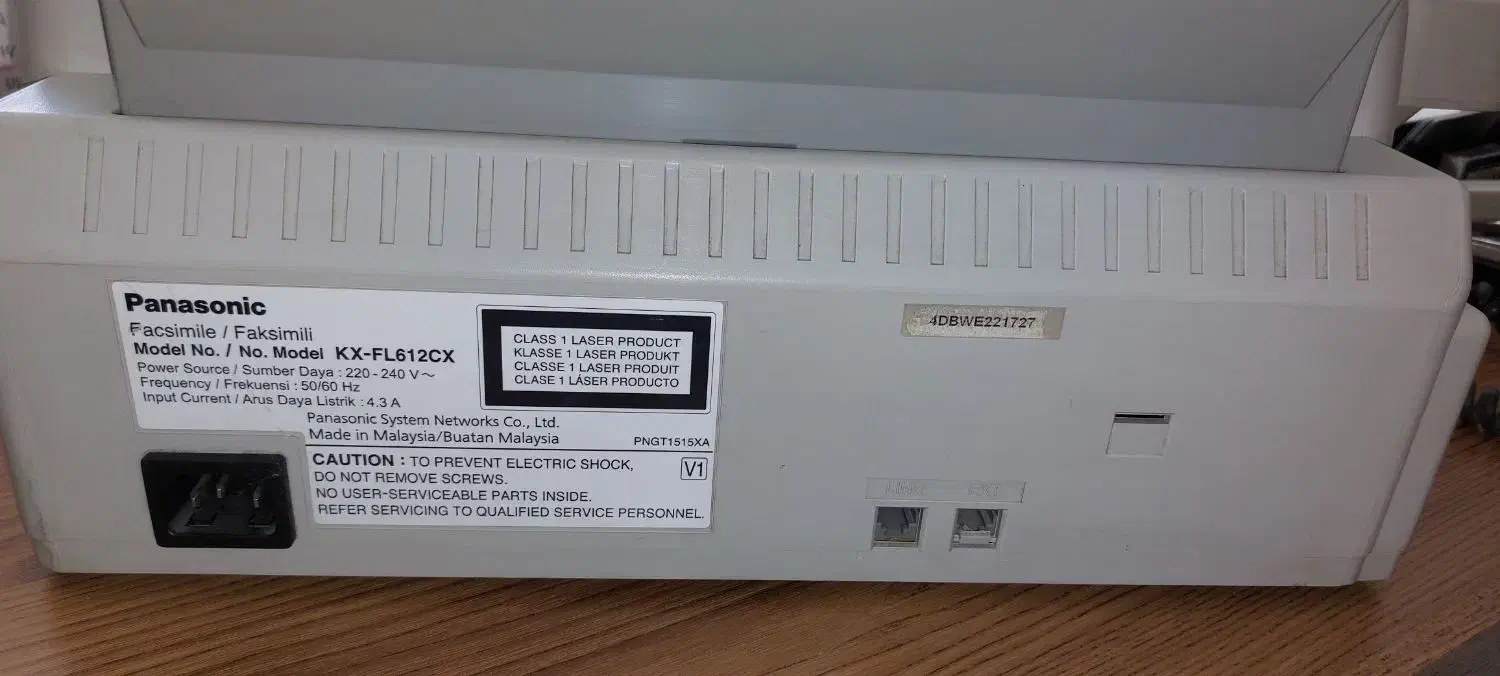 Panasonic
Facsimile / Faksimili
Model No. / No. Model KX-FL612CX
Power Source / Sumber Daya : 220 - 240 V～
Frequency / Frekuensi : 50/60 Hz
Input Current / Arus Daya Listrik : 4.3 A
Panasonic System Networks Co., Ltd.
Made in Malaysia/Buatan Malaysia
PNGT1515XA
CLASS 1 LASER PRODUCT
KLASSE 1 LASER PRODUKT
CLASSE 1 LASER PRODUIT
CLASE 1 LÁSER PRODUCTO
CAUTION : TO PREVENT ELECTRIC SHOCK,
DO NOT REMOVE SCREWS.
NO USER-SERVICEABLE PARTS INSIDE.
REFER SERVICING TO QUALIFIED SERVICE PERSONNEL.
V1
4DBWE221727
LINE EXT